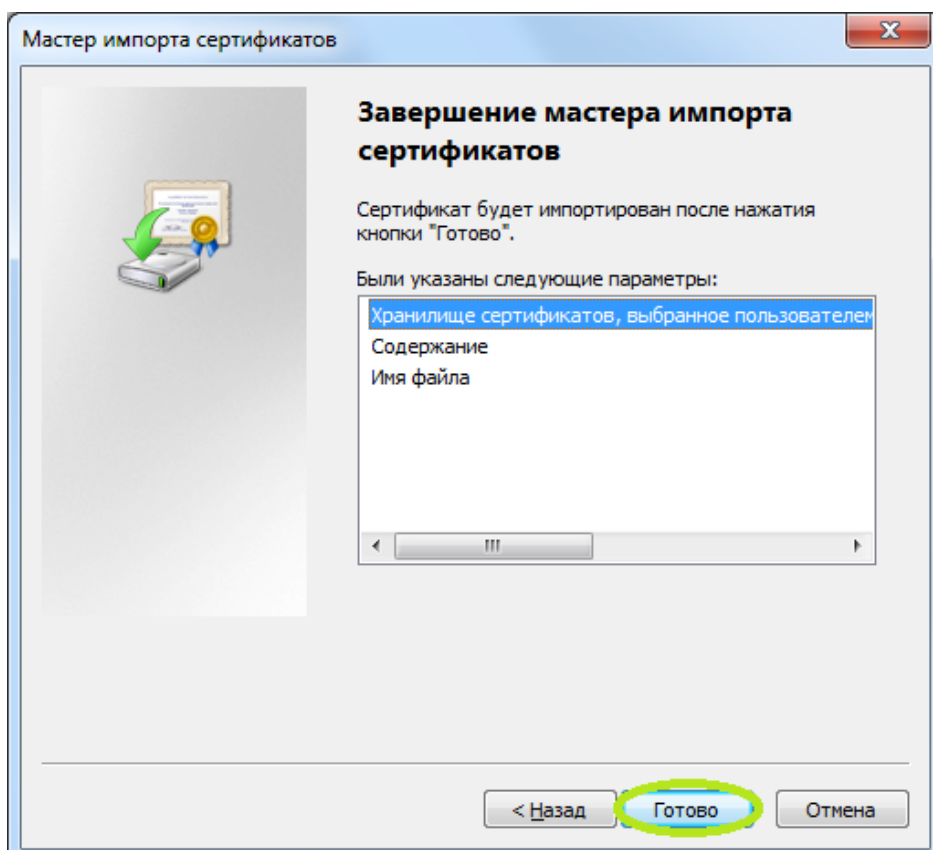 Мастер импорта сертификатов
Завершение мастера импорта
сертификатов
Сертификат будет импортирован после нажатия
кнопки "Готово".
Были указаны следующие параметры:
Хранилище сертификатов, выбранное пользователем
Содержание
Имя файла
< Назад Готово Отмена